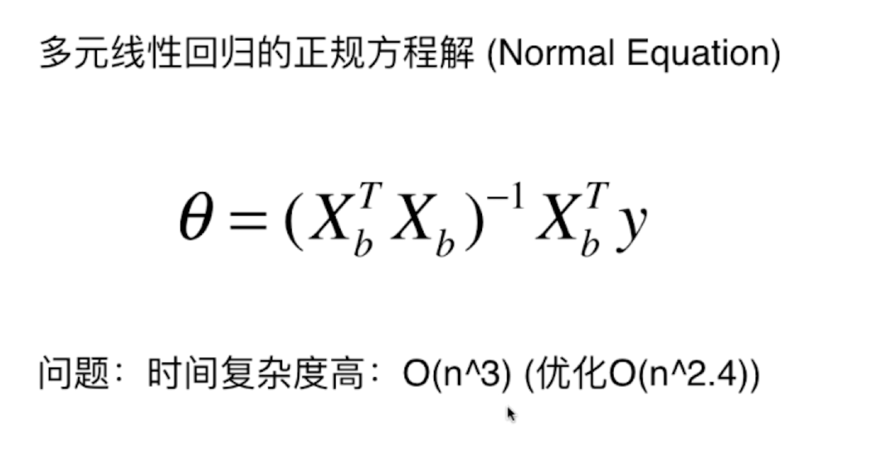 多元线性回归的正规方程解 (Normal Equation)
θ = (X_b^T X_b)^{-1} X_b^T y
问题：时间复杂度高：O(n^3) (优化O(n^2.4))